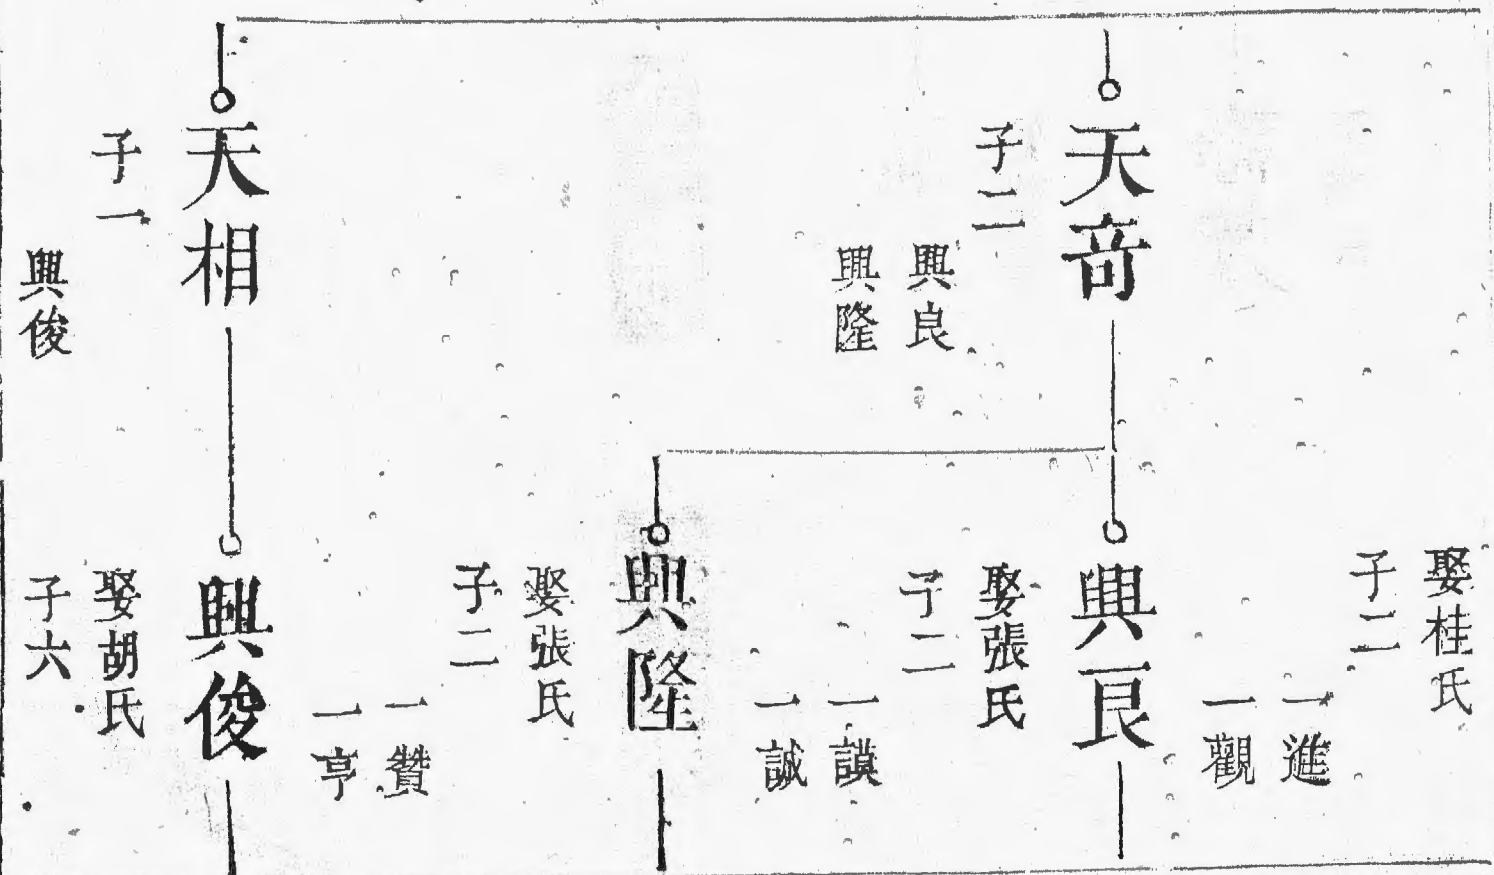 娶桂氏
子二
一進
一觀
天竒
子二
興良
興隆
興良
娶張氏
子二
一謨
一誠
興隆
娶張氏
子二
一贊
一亨
天相
子一
興俊
興俊
娶胡氏
子六